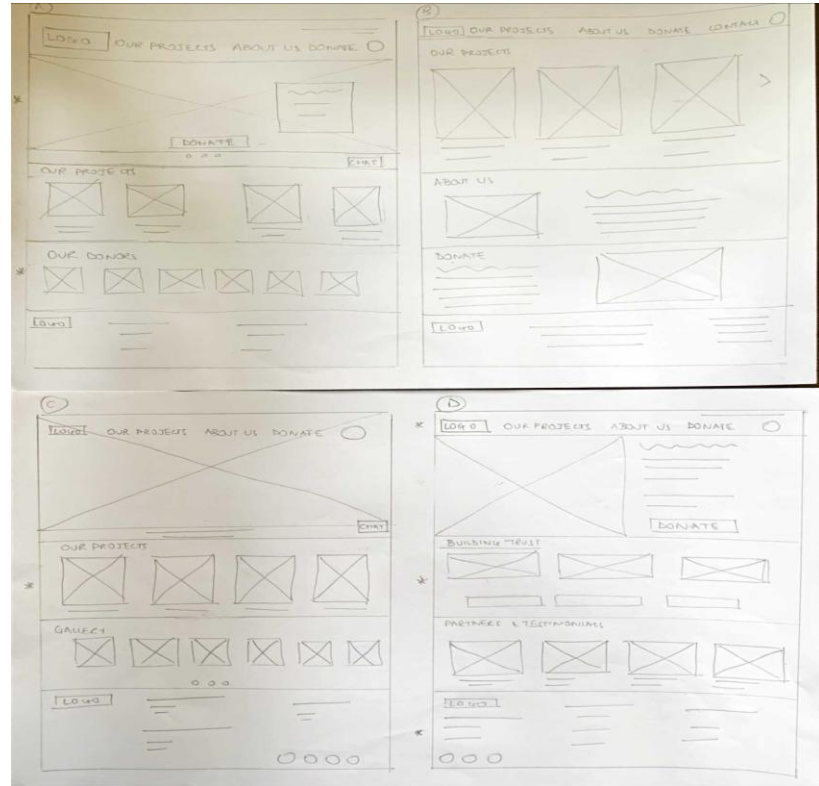 A
LOGO OUR PROJECTS ABOUT US DONATE
DONATE
CHAT
OUR PROJECTS
OUR DONORS
LOGO
B
LOGO OUR PROJECTS ABOUT US DONATE CONTACT
OUR PROJECTS
>
ABOUT US
DONATE
LOGO
C
LOGO OUR PROJECTS ABOUT US DONATE
CHAT
OUR PROJECTS
GALLERY
LOGO
D
LOGO OUR PROJECTS ABOUT US DONATE
DONATE
BUILDING TRUST
PARTNERS & TESTIMONIALS
LOGO